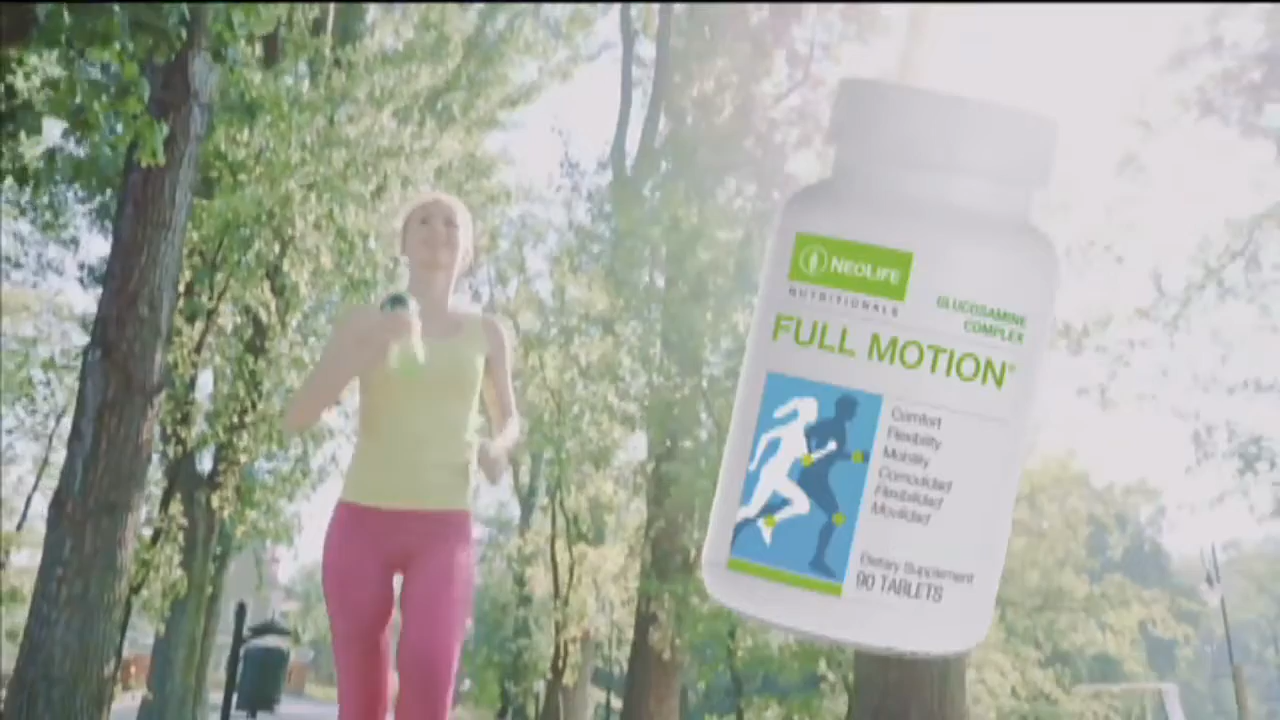 NEOLIFE
NUTRITIONALS
GLUCOSAMINE
COMPLEX
FULL MOTION®
Comfort
Flexibility
Mobility
Comodidad
Flexibilidad
Movilidad
Dietary Supplement
90 TABLETS